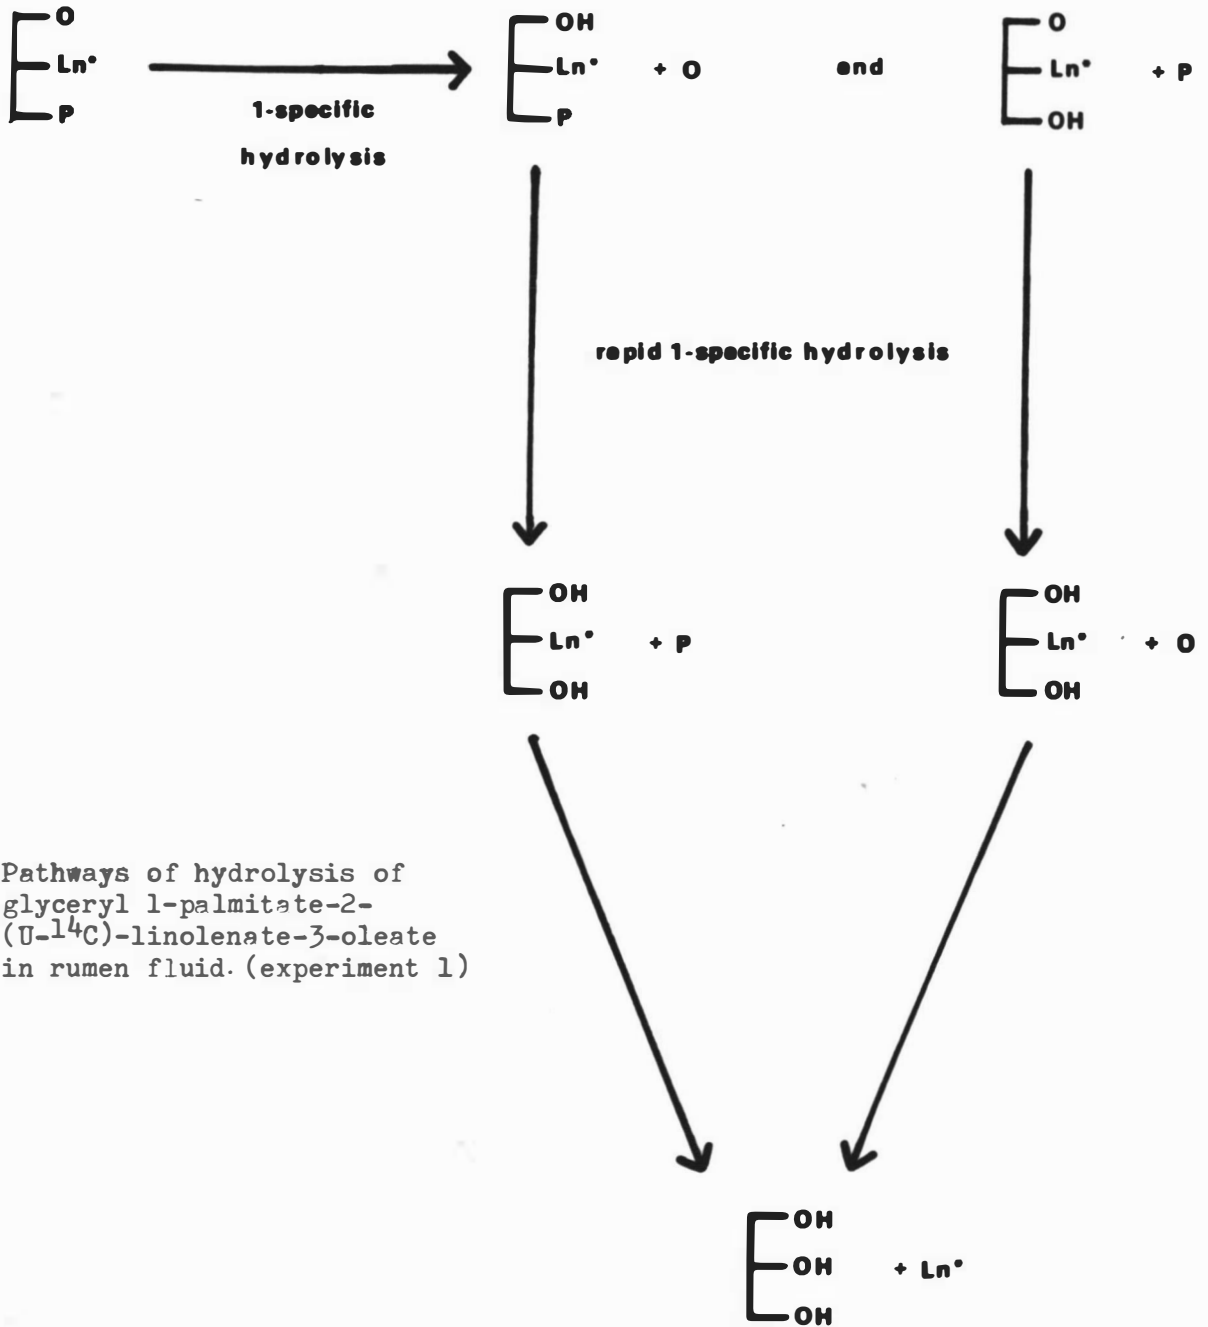 O OH O
Ln• Ln• + O and Ln• + P
P P OH
1-specific
hydrolysis
rapid 1-specific hydrolysis
OH OH
Ln• + P Ln• + O
OH OH
Pathways of hydrolysis of
glyceryl 1-palmitate-2-
(U-14C)-linolenate-3-oleate
in rumen fluid. (experiment 1)
OH
OH + Ln•
OH